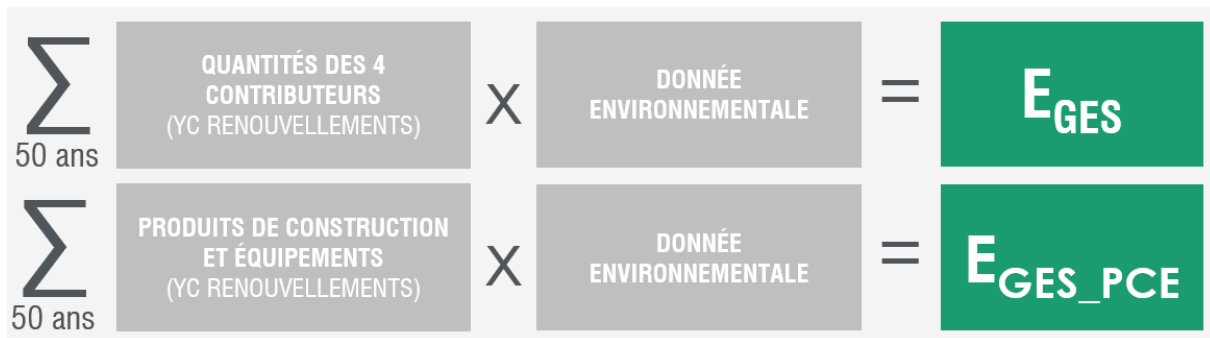 ∑
50 ans
QUANTITÉS DES 4
CONTRIBUTEURS
(YC RENOUVELLEMENTS)
X
DONNÉE
ENVIRONNEMENTALE
=
EGES
∑
50 ans
PRODUITS DE CONSTRUCTION
ET ÉQUIPEMENTS
(YC RENOUVELLEMENTS)
X
DONNÉE
ENVIRONNEMENTALE
=
EGES_PCE